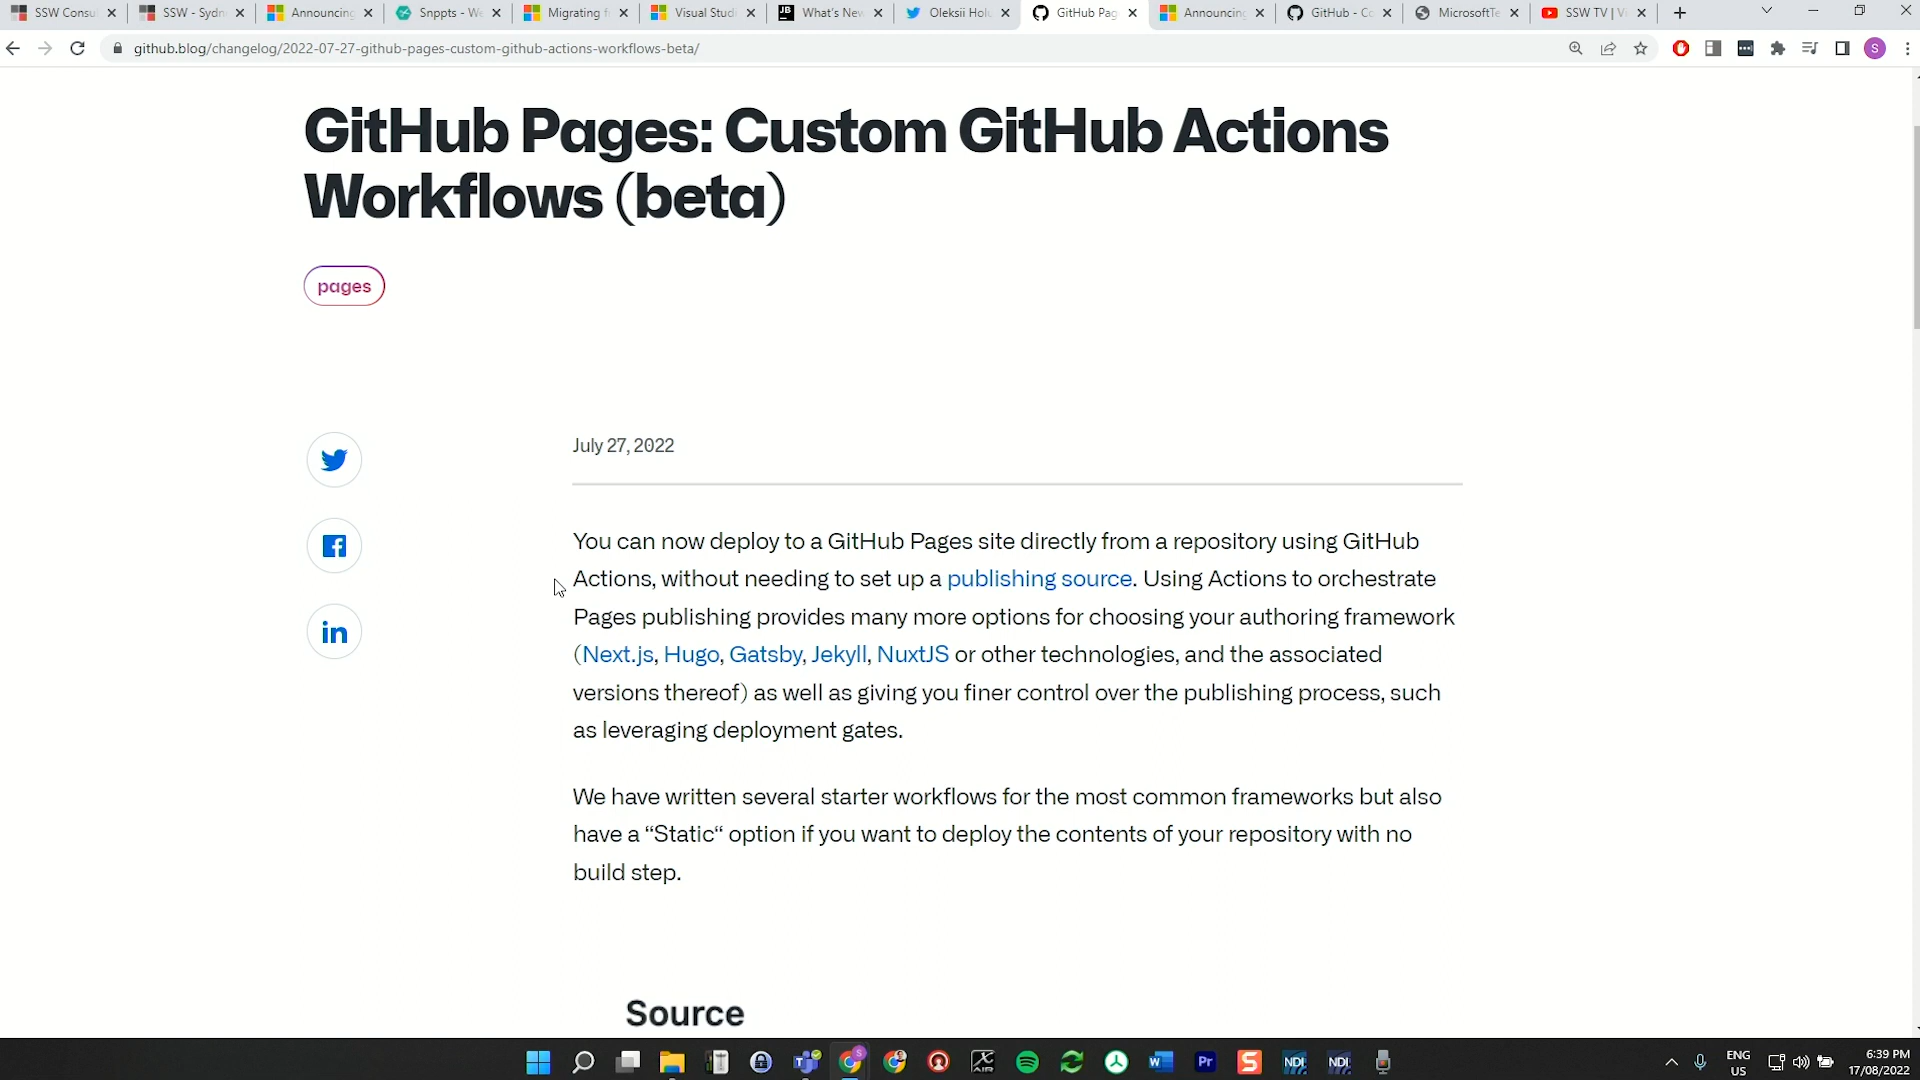 SSW Consu
SSW - Sydn
Announcing
Snppts - We
Migrating f
Visual Studi
What's New
Oleksii Holu
GitHub Pag
Announcing
GitHub - Co
MicrosoftTe
SSW TV | Vi
github.blog/changelog/2022-07-27-github-pages-custom-github-actions-workflows-beta/
S
GitHub Pages: Custom GitHub Actions
Workflows (beta)
pages
July 27, 2022
You can now deploy to a GitHub Pages site directly from a repository using GitHub
Actions, without needing to set up a publishing source. Using Actions to orchestrate
Pages publishing provides many more options for choosing your authoring framework
(Next.js, Hugo, Gatsby, Jekyll, NuxtJS or other technologies, and the associated
versions thereof) as well as giving you finer control over the publishing process, such
as leveraging deployment gates.
We have written several starter workflows for the most common frameworks but also
have a “Static“ option if you want to deploy the contents of your repository with no
build step.
Source
ENG
US
6:39 PM
17/08/2022